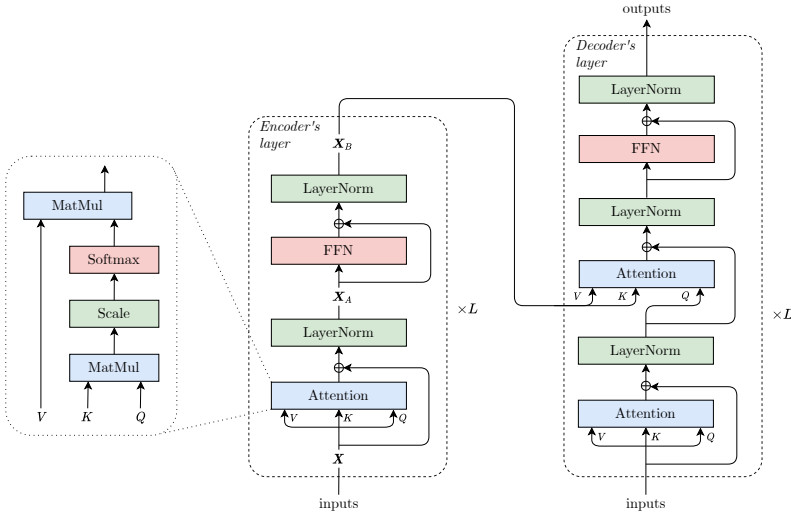 MatMul
Softmax
Scale
MatMul
V K Q
Encoder's
layer
X_B
LayerNorm
FFN
X_A
LayerNorm
×L
Attention
V K Q
X
inputs
outputs
Decoder's
layer
LayerNorm
FFN
LayerNorm
Attention
V K Q
×L
LayerNorm
Attention
V K Q
inputs